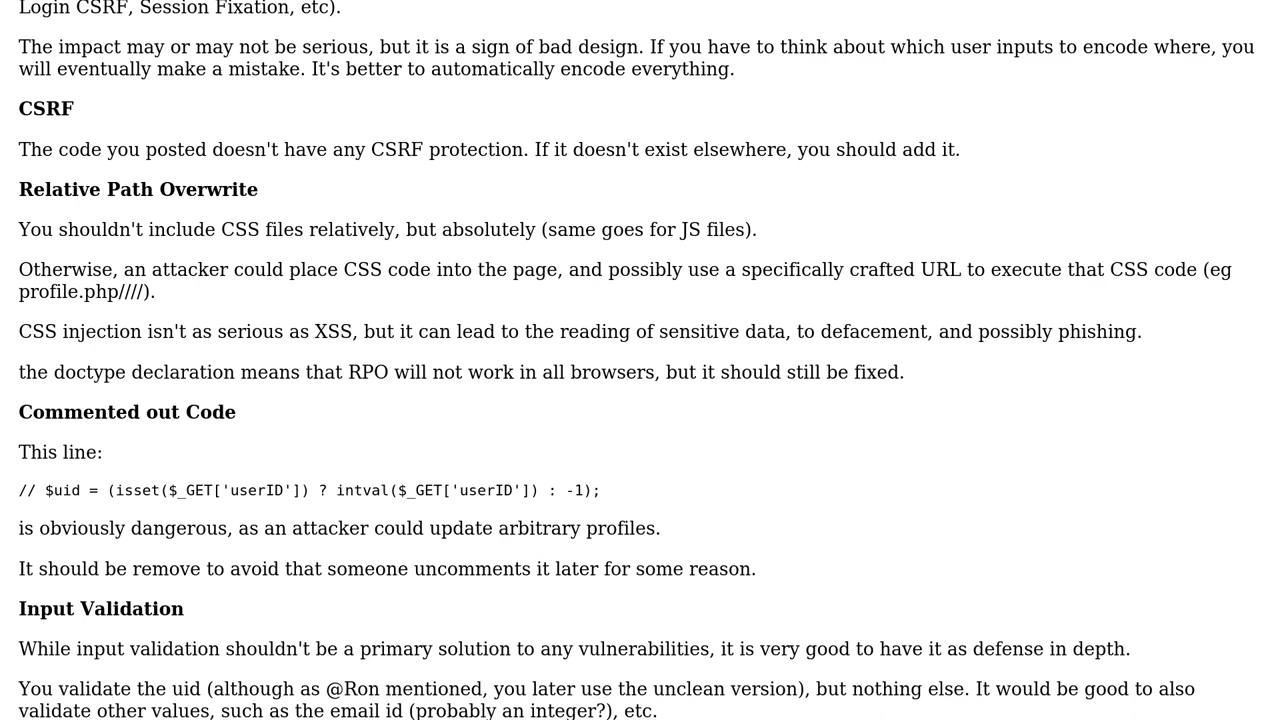 Login CSRF, Session Fixation, etc).
The impact may or may not be serious, but it is a sign of bad design. If you have to think about which user inputs to encode where, you
will eventually make a mistake. It's better to automatically encode everything.
CSRF
The code you posted doesn't have any CSRF protection. If it doesn't exist elsewhere, you should add it.
Relative Path Overwrite
You shouldn't include CSS files relatively, but absolutely (same goes for JS files).
Otherwise, an attacker could place CSS code into the page, and possibly use a specifically crafted URL to execute that CSS code (eg
profile.php////).
CSS injection isn't as serious as XSS, but it can lead to the reading of sensitive data, to defacement, and possibly phishing.
the doctype declaration means that RPO will not work in all browsers, but it should still be fixed.
Commented out Code
This line:
// $uid = (isset($_GET['userID']) ? intval($_GET['userID']) : -1);
is obviously dangerous, as an attacker could update arbitrary profiles.
It should be remove to avoid that someone uncomments it later for some reason.
Input Validation
While input validation shouldn't be a primary solution to any vulnerabilities, it is very good to have it as defense in depth.
You validate the uid (although as @Ron mentioned, you later use the unclean version), but nothing else. It would be good to also
validate other values, such as the email id (probably an integer?), etc.